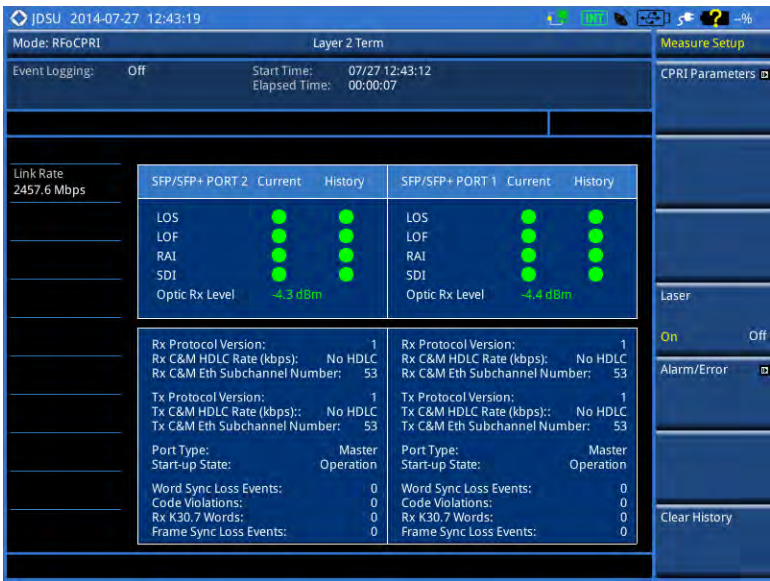 JDSU 2014-07-27 12:43:19 INT ? --%
Mode: RFoCPRI Layer 2 Term Measure Setup
Event Logging: Off Start Time: 07/27 12:43:12
Elapsed Time: 00:00:07
CPRI Parameters
Link Rate
2457.6 Mbps
SFP/SFP+ PORT 2 Current History SFP/SFP+ PORT 1 Current History
LOS LOS
LOF LOF
RAI RAI
SDI SDI
Optic Rx Level -4.3 dBm Optic Rx Level -4.4 dBm
Laser
On Off
Rx Protocol Version: 1 Rx Protocol Version: 1
Rx C&M HDLC Rate (kbps): No HDLC Rx C&M HDLC Rate (kbps): No HDLC
Rx C&M Eth Subchannel Number: 53 Rx C&M Eth Subchannel Number: 53
Alarm/Error
Tx Protocol Version: 1 Tx Protocol Version: 1
Tx C&M HDLC Rate (kbps):: No HDLC Tx C&M HDLC Rate (kbps):: No HDLC
Tx C&M Eth Subchannel Number: 53 Tx C&M Eth Subchannel Number: 53
Port Type: Master Port Type: Master
Start-up State: Operation Start-up State: Operation
Word Sync Loss Events: 0 Word Sync Loss Events: 0
Code Violations: 0 Code Violations: 0
Rx K30.7 Words: 0 Rx K30.7 Words: 0
Frame Sync Loss Events: 0 Frame Sync Loss Events: 0
Clear History